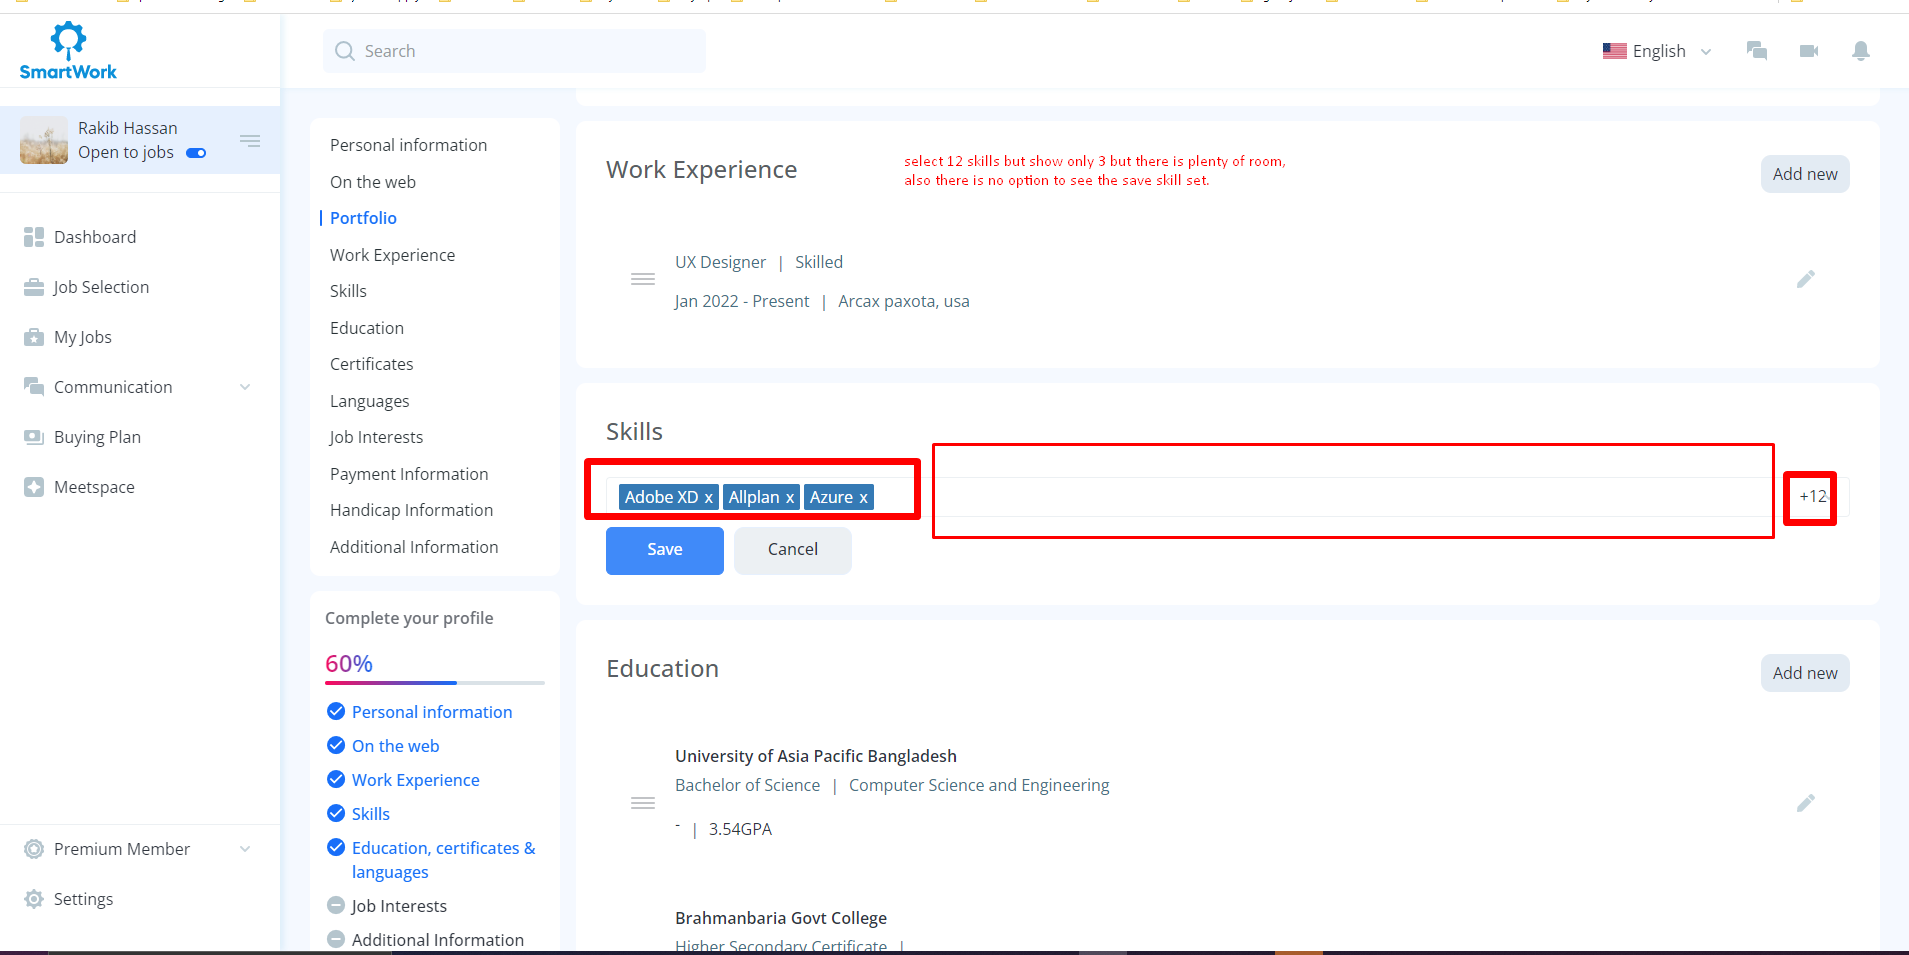 SmartWork
Search
English
Rakib Hassan
Open to jobs
Dashboard
Job Selection
My Jobs
Communication
Buying Plan
Meetspace
Premium Member
Settings
Personal information
On the web
Portfolio
Work Experience
Skills
Education
Certificates
Languages
Job Interests
Payment Information
Handicap Information
Additional Information
Complete your profile
60%
Personal information
On the web
Work Experience
Skills
Education, certificates &
languages
Job Interests
Additional Information
Work Experience
select 12 skills but show only 3 but there is plenty of room,
also there is no option to see the save skill set.
Add new
UX Designer | Skilled
Jan 2022 - Present | Arcax paxota, usa
Skills
Adobe XD x Allplan x Azure x
+12
Save Cancel
Education
Add new
University of Asia Pacific Bangladesh
Bachelor of Science | Computer Science and Engineering
- | 3.54GPA
Brahmanbaria Govt College
Higher Secondary Certificate |